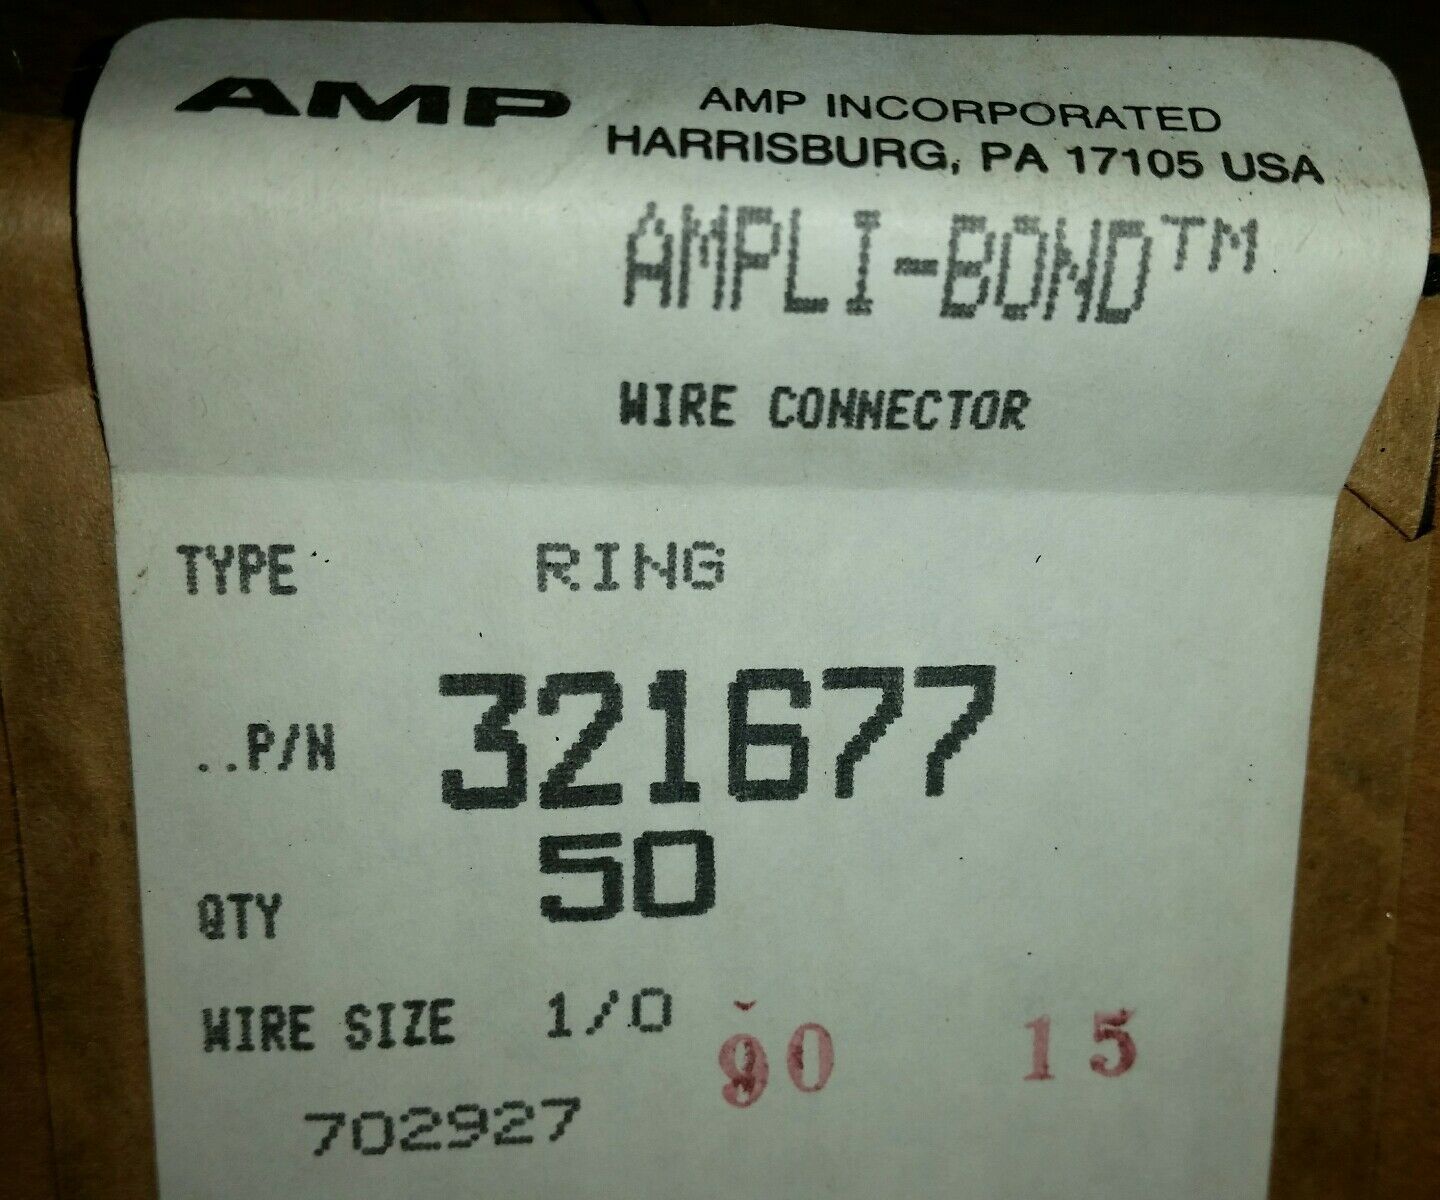 AMP
AMP INCORPORATED
HARRISBURG, PA 17105 USA
AMPLI-BOND™
WIRE CONNECTOR
TYPE RING
..P/N 321677
QTY 50
WIRE SIZE 1/0
90 15
702927